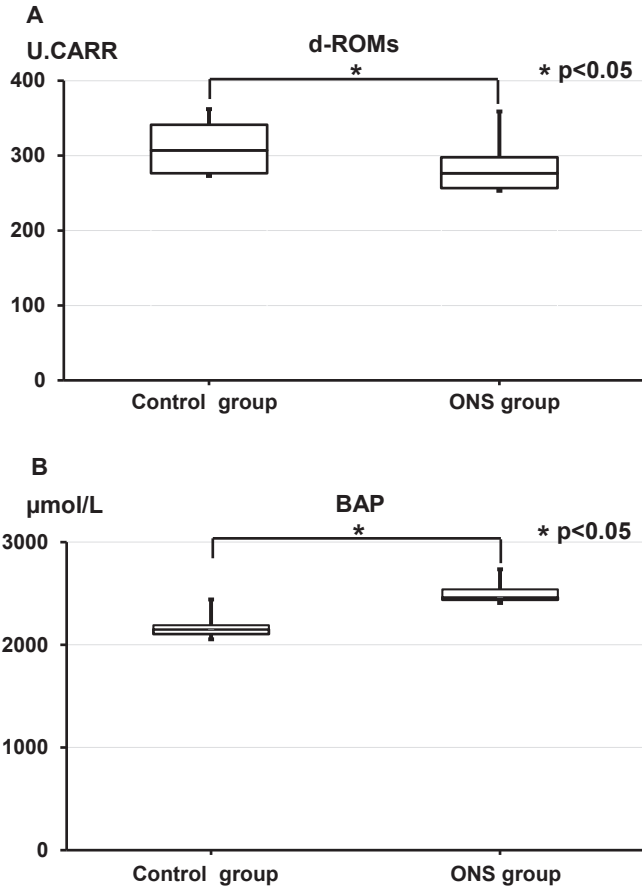 A
U.CARR
d-ROMs
*
* p<0.05
400
300
200
100
0
Control group
ONS group
B
µmol/L
BAP
*
* p<0.05
3000
2000
1000
0
Control group
ONS group